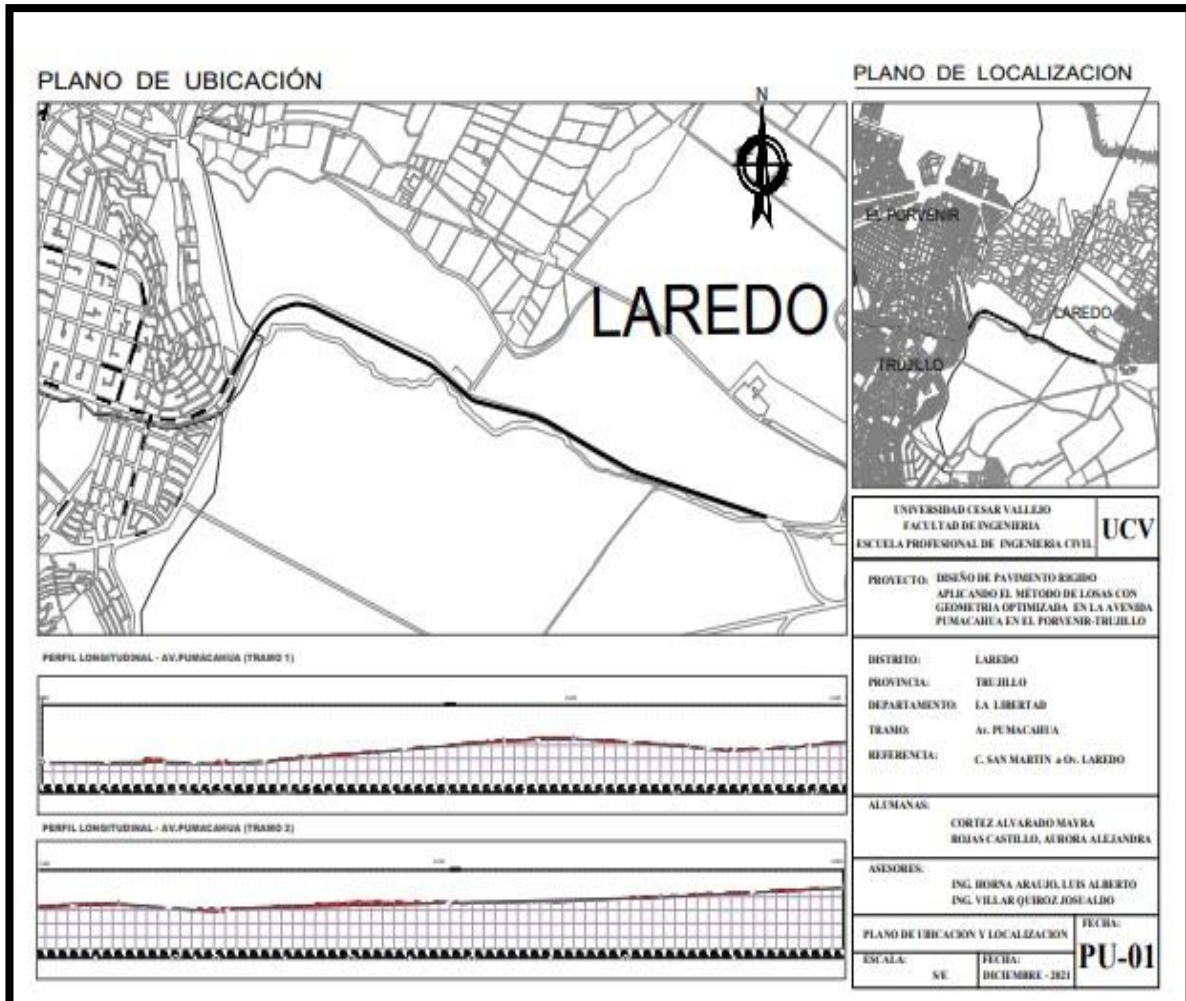 PLANO DE UBICACIÓN
N
LAREDO
PLANO DE LOCALIZACION
EL PORVENIR
LAREDO
TRUJILLO
UNIVERSIDAD CESAR VALLEJO
FACULTAD DE INGENIERIA
ESCUELA PROFESIONAL DE INGENIERIA CIVIL
UCV
PROYECTO: DISEÑO DE PAVIMENTO RIGIDO
APLICANDO EL MÉTODO DE LOSAS CON
GEOMETRIA OPTIMIZADA EN LA AVENIDA
PUMACAHUA EN EL PORVENIR-TRUJILLO
DISTRITO: LAREDO
PROVINCIA: TRUJILLO
DEPARTAMENTO: LA LIBERTAD
TRAMO: Av. PUMACAHUA
REFERENCIA: C. SAN MARTIN a Ov. LAREDO
ALUMANAS:
CORTEZ ALVARADO MAYRA
ROJAS CASTILLO, AURORA ALEJANDRA
ASESORES:
ING. HORNA ARAUJO, LUIS ALBERTO
ING. VILLAR QUIROZ JOSUALDO
PLANO DE UBICACION Y LOCALIZACION
FECHA:
PU-01
ESCALA:
S/E
FECHA:
DICIEMBRE - 2021
PERFIL LONGITUDINAL - AV.PUMACAHUA (TRAMO 1)
PERFIL LONGITUDINAL - AV.PUMACAHUA (TRAMO 2)